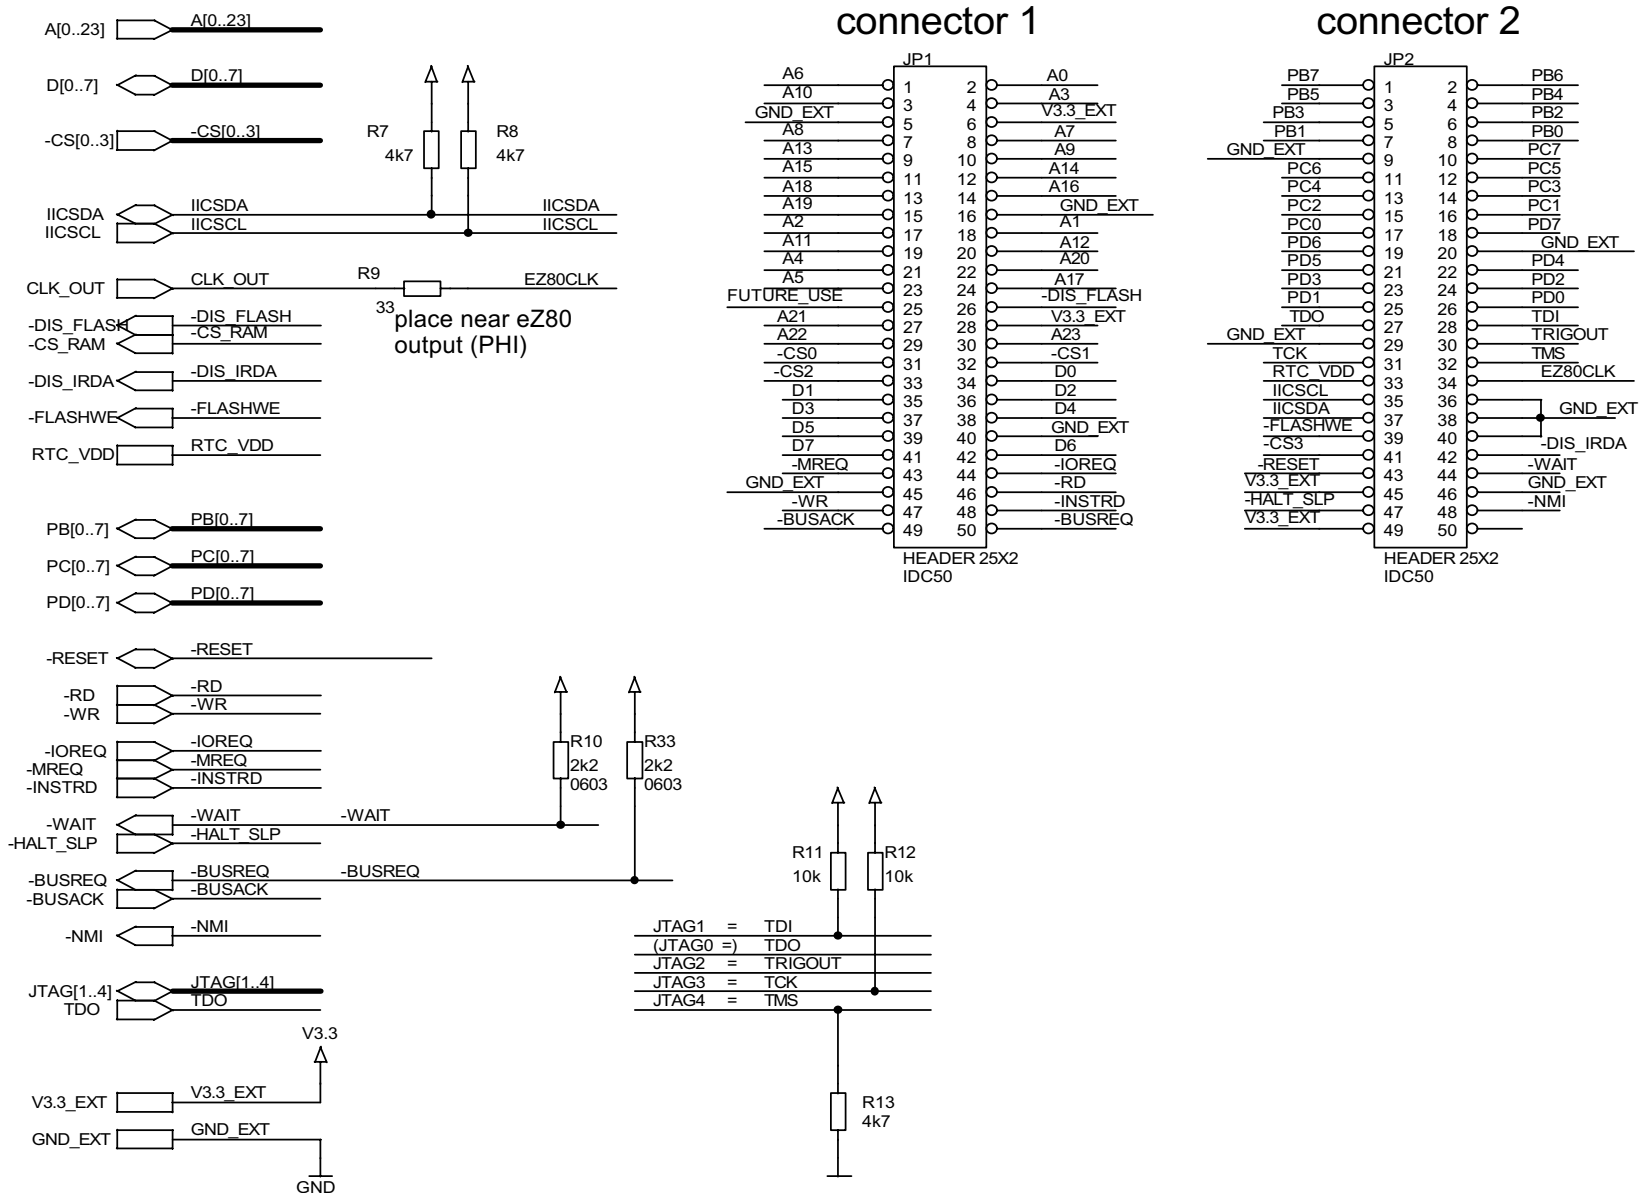 A[0..23] A[0..23]
D[0..7] D[0..7]
-CS[0..3] -CS[0..3]
R7
4k7
R8
4k7
IICSDA IICSDA IICSDA
IICSCL IICSCL IICSCL
CLK_OUT CLK_OUT R9 EZ80CLK
33
place near eZ80
output (PHI)
-DIS_FLASH -DIS_FLASH
-CS_RAM -CS_RAM
-DIS_IRDA -DIS_IRDA
-FLASHWE -FLASHWE
RTC_VDD RTC_VDD
PB[0..7] PB[0..7]
PC[0..7] PC[0..7]
PD[0..7] PD[0..7]
-RESET -RESET
-RD -RD
-WR -WR
-IOREQ -IOREQ
-MREQ -MREQ
-INSTRD -INSTRD
R10
2k2
0603
R33
2k2
0603
-WAIT -WAIT -WAIT
-HALT_SLP -HALT_SLP
-BUSREQ -BUSREQ -BUSREQ
-BUSACK -BUSACK
-NMI -NMI
JTAG[1..4] JTAG[1..4]
TDO TDO
V3.3
V3.3_EXT V3.3_EXT
GND_EXT GND_EXT
GND
R11
10k
R12
10k
JTAG1 = TDI
(JTAG0 =) TDO
JTAG2 = TRIGOUT
JTAG3 = TCK
JTAG4 = TMS
R13
4k7
connector 1
JP1
A6 1 2 A0
A10 3 4 A3
GND_EXT 5 6 V3.3_EXT
A8 7 8 A7
A13 9 10 A9
A15 11 12 A14
A18 13 14 A16
A19 15 16 GND_EXT
A2 17 18 A1
A11 19 20 A12
A4 21 22 A20
A5 23 24 A17
FUTURE_USE 25 26 -DIS_FLASH
A21 27 28 V3.3_EXT
A22 29 30 A23
-CS0 31 32 -CS1
-CS2 33 34 D0
D1 35 36 D2
D3 37 38 D4
D5 39 40 GND_EXT
D7 41 42 D6
-MREQ 43 44 -IOREQ
GND_EXT 45 46 -RD
-WR 47 48 -INSTRD
-BUSACK 49 50 -BUSREQ
HEADER 25X2
IDC50
connector 2
JP2
PB7 1 2 PB6
PB5 3 4 PB4
PB3 5 6 PB2
PB1 7 8 PB0
GND_EXT 9 10 PC7
PC6 11 12 PC5
PC4 13 14 PC3
PC2 15 16 PC1
PC0 17 18 PD7
PD6 19 20 GND_EXT
PD5 21 22 PD4
PD3 23 24 PD2
PD1 25 26 PD0
TDO 27 28 TDI
GND_EXT 29 30 TRIGOUT
TCK 31 32 TMS
RTC_VDD 33 34 EZ80CLK
IICSCL 35 36
IICSDA 37 38 GND_EXT
-FLASHWE 39 40
-CS3 41 42 -DIS_IRDA
-RESET 43 44 -WAIT
V3.3_EXT 45 46 GND_EXT
-HALT_SLP 47 48 -NMI
V3.3_EXT 49 50
HEADER 25X2
IDC50